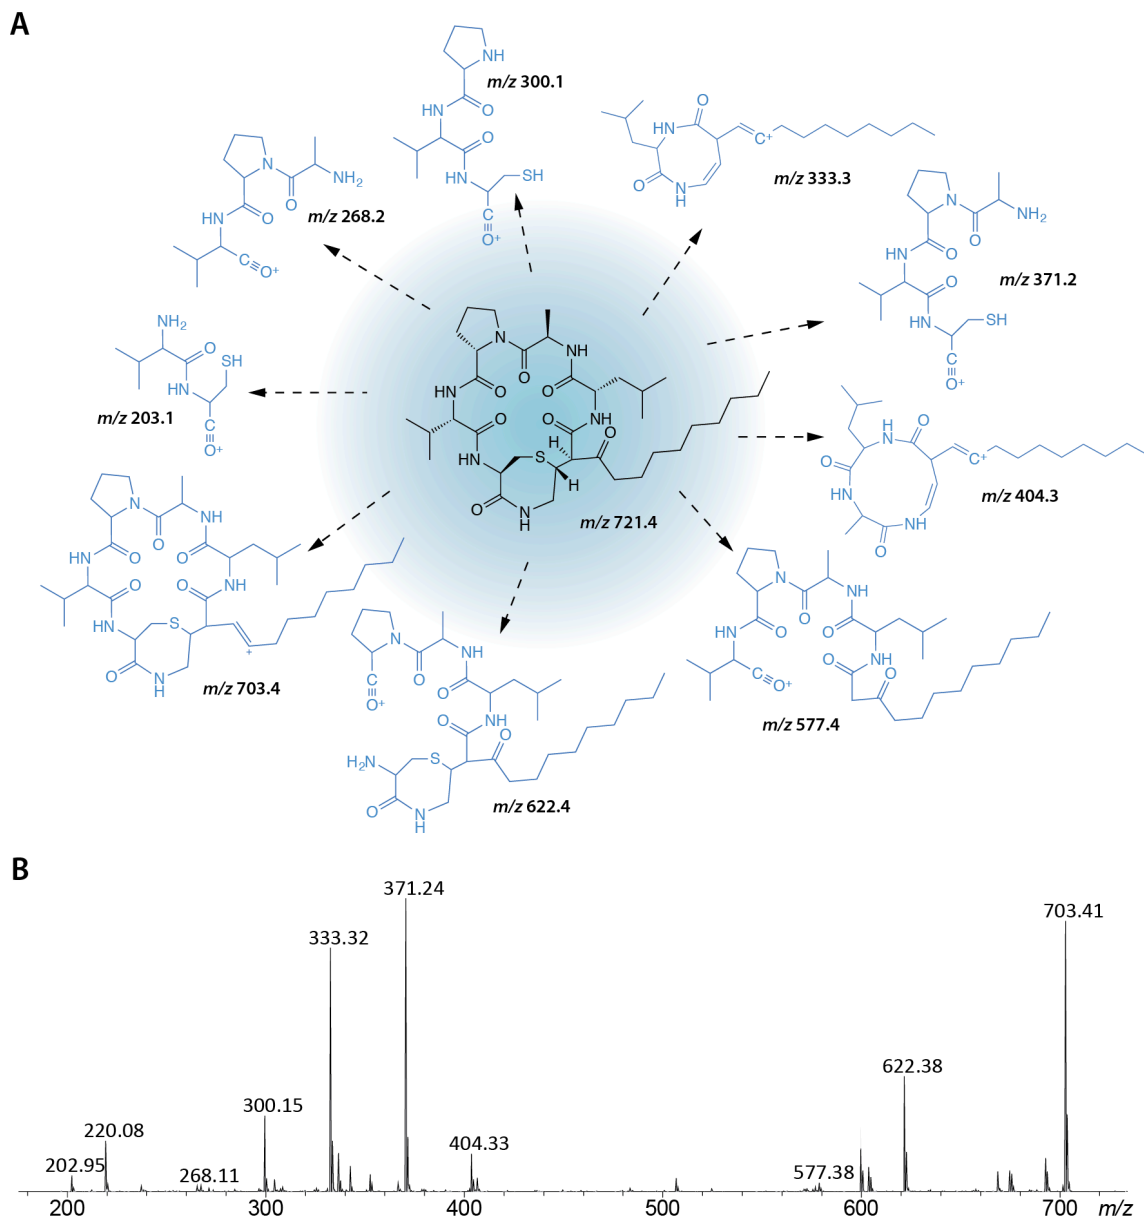 A
m/z 300.1
m/z 268.2
m/z 333.3
m/z 371.2
m/z 203.1
m/z 404.3
m/z 721.4
m/z 703.4
m/z 577.4
m/z 622.4
NH
HN
O
O
HN
SH
C
O+
N
O
NH2
HN
O
C
O+
HN
O
O
NH
C+
N
O
NH2
HN
O
O
HN
SH
C
O+
NH2
O
HN
SH
C
O+
N
O
NH
HN
O
O
O
NH
O
O
HN
S
H
H
O
N
H
HN
O
O
HN
O
NH
O
C+
N
O
NH
HN
O
O
O
O
NH
HN
S
O
N
H
+
N
O
NH
C
O+
O
O
NH
O
H2N
S
O
N
H
N
O
NH
HN
O
O
C
O+
O
NH
O
B
371.24
703.41
333.32
622.38
300.15
220.08
404.33
202.95
268.11
577.38
200
300
400
500
600
700
m/z